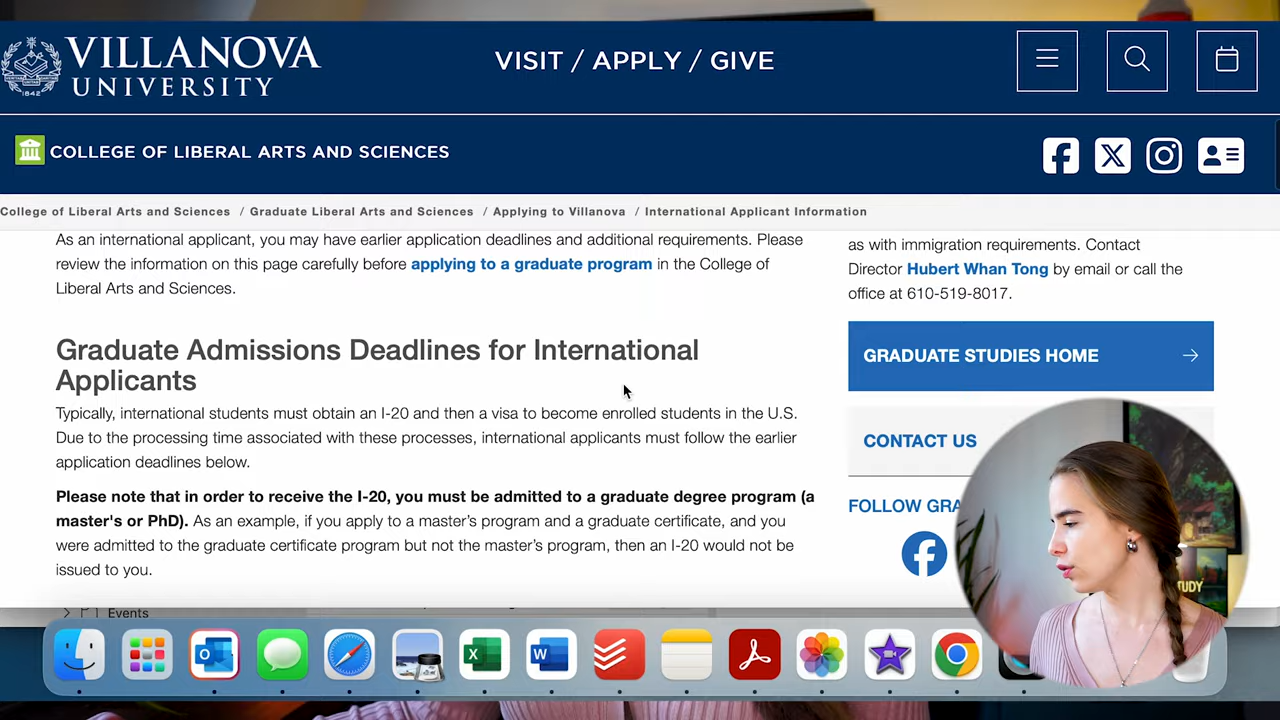 VILLANOVA
UNIVERSITY
1842
VISIT / APPLY / GIVE
COLLEGE OF LIBERAL ARTS AND SCIENCES
College of Liberal Arts and Sciences / Graduate Liberal Arts and Sciences / Applying to Villanova / International Applicant Information
As an international applicant, you may have earlier application deadlines and additional requirements. Please
review the information on this page carefully before applying to a graduate program in the College of
Liberal Arts and Sciences.
Graduate Admissions Deadlines for International
Applicants
Typically, international students must obtain an I-20 and then a visa to become enrolled students in the U.S.
Due to the processing time associated with these processes, international applicants must follow the earlier
application deadlines below.
Please note that in order to receive the I-20, you must be admitted to a graduate degree program (a
master's or PhD). As an example, if you apply to a master's program and a graduate certificate, and you
were admitted to the graduate certificate program but not the master's program, then an I-20 would not be
issued to you.
as with immigration requirements. Contact
Director Hubert Whan Tong by email or call the
office at 610-519-8017.
GRADUATE STUDIES HOME
CONTACT US
FOLLOW GRA
STUDY
Events